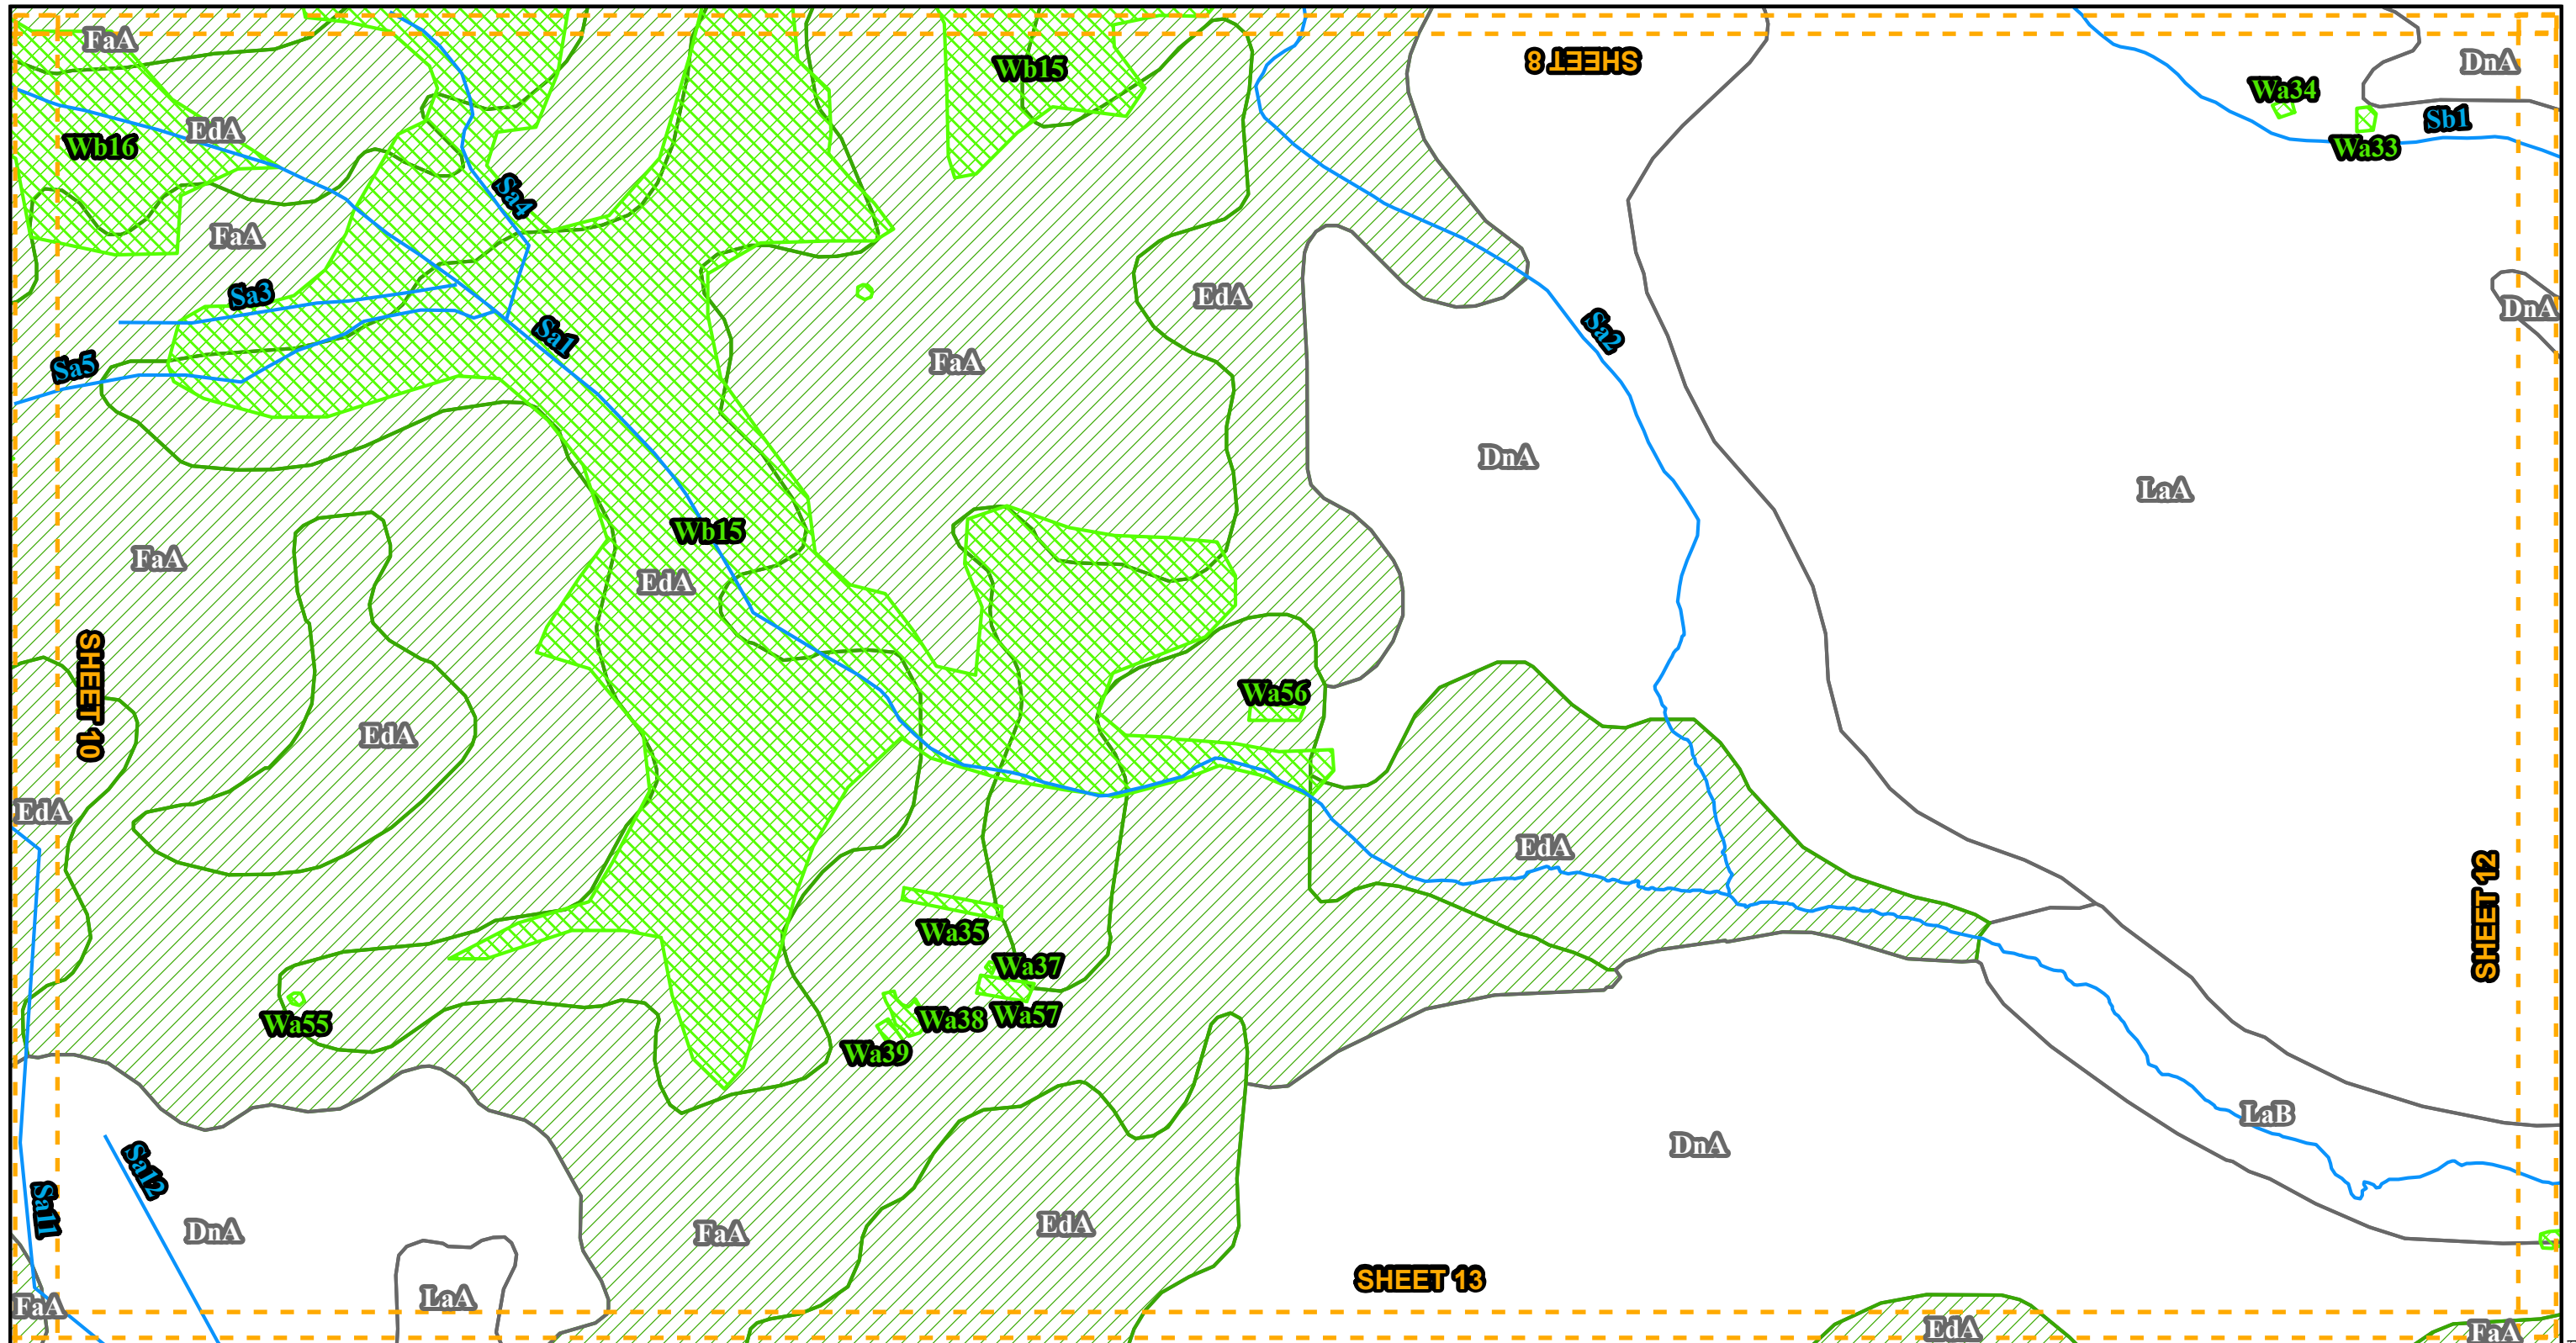 FaA
SHEET 8
DnA
Wb15
Wa34
Sb1
EdA
Wb16
Wa33
Sa4
FaA
Sa3
EdA
DnA
Sa1
Sa2
Sa5
FaA
DnA
LaA
Wb15
FaA
EdA
SHEET 10
Wa56
EdA
EdA
EdA
SHEET 12
Wa35
Wa37
Wa55
Wa38
Wa57
Wa39
LaB
DnA
Sa12
Sa11
DnA
FaA
EdA
SHEET 13
LaA
FaA
EdA
FaA